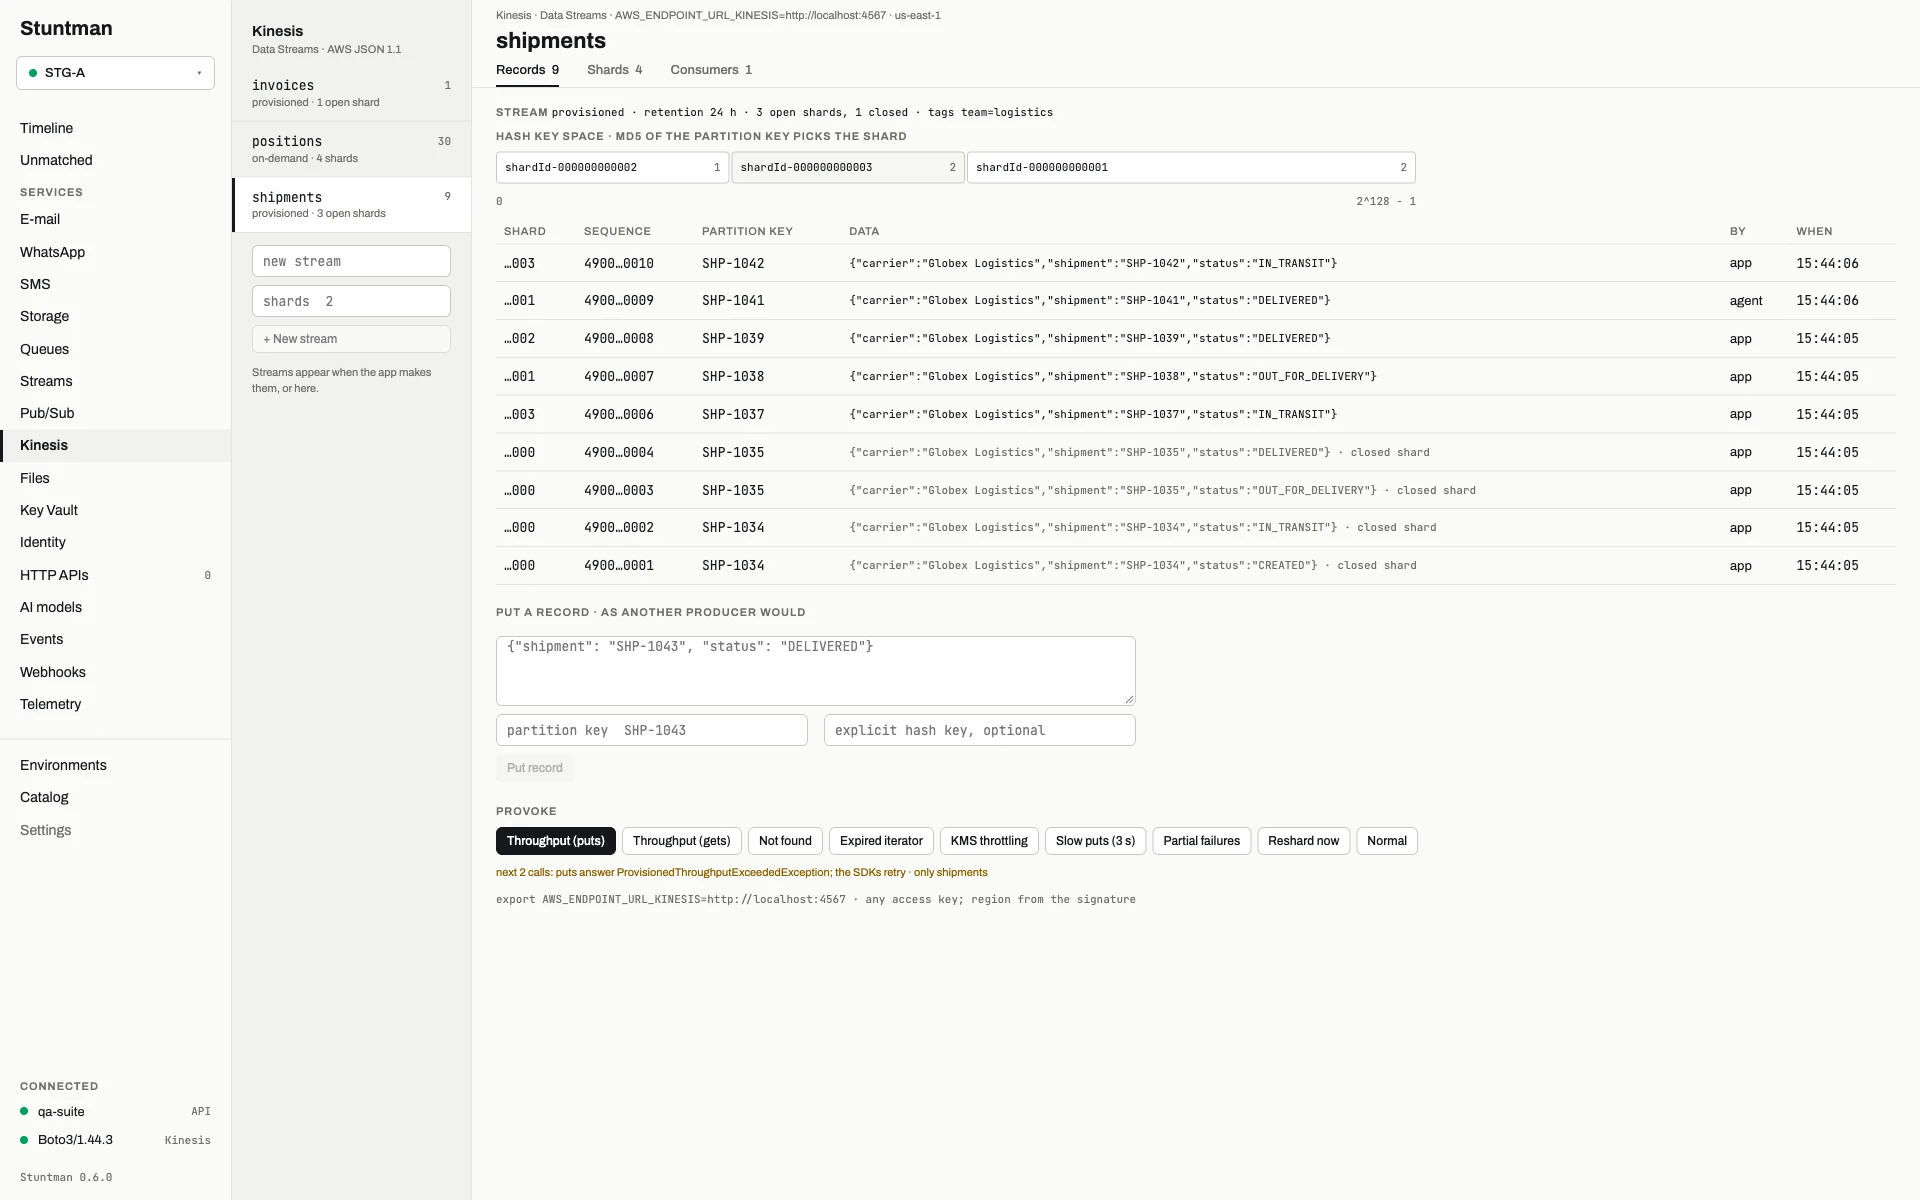 Stuntman
STG-A
Timeline
Unmatched
SERVICES
E-mail
WhatsApp
SMS
Storage
Queues
Streams
Pub/Sub
Kinesis
Files
Key Vault
Identity
HTTP APIs 0
AI models
Events
Webhooks
Telemetry
Environments
Catalog
Settings
CONNECTED
qa-suite API
Boto3/1.44.3 Kinesis
Stuntman 0.6.0
Kinesis
Data Streams · AWS JSON 1.1
invoices 1
provisioned · 1 open shard
positions 30
on-demand · 4 shards
shipments 9
provisioned · 3 open shards
new stream
shards 2
+ New stream
Streams appear when the app makes
them, or here.
Kinesis · Data Streams · AWS_ENDPOINT_URL_KINESIS=http://localhost:4567 · us-east-1
shipments
Records 9 Shards 4 Consumers 1
STREAM provisioned · retention 24 h · 3 open shards, 1 closed · tags team=logistics
HASH KEY SPACE · MD5 OF THE PARTITION KEY PICKS THE SHARD
shardId-000000000002 1 shardId-000000000003 2 shardId-000000000001 2
0 2^128 - 1
SHARD SEQUENCE PARTITION KEY DATA BY WHEN
…003 4900…0010 SHP-1042 {"carrier":"Globex Logistics","shipment":"SHP-1042","status":"IN_TRANSIT"} app 15:44:06
…001 4900…0009 SHP-1041 {"carrier":"Globex Logistics","shipment":"SHP-1041","status":"DELIVERED"} agent 15:44:06
…002 4900…0008 SHP-1039 {"carrier":"Globex Logistics","shipment":"SHP-1039","status":"DELIVERED"} app 15:44:05
…001 4900…0007 SHP-1038 {"carrier":"Globex Logistics","shipment":"SHP-1038","status":"OUT_FOR_DELIVERY"} app 15:44:05
…003 4900…0006 SHP-1037 {"carrier":"Globex Logistics","shipment":"SHP-1037","status":"IN_TRANSIT"} app 15:44:05
…000 4900…0004 SHP-1035 {"carrier":"Globex Logistics","shipment":"SHP-1035","status":"DELIVERED"} · closed shard app 15:44:05
…000 4900…0003 SHP-1035 {"carrier":"Globex Logistics","shipment":"SHP-1035","status":"OUT_FOR_DELIVERY"} · closed shard app 15:44:05
…000 4900…0002 SHP-1034 {"carrier":"Globex Logistics","shipment":"SHP-1034","status":"IN_TRANSIT"} · closed shard app 15:44:05
…000 4900…0001 SHP-1034 {"carrier":"Globex Logistics","shipment":"SHP-1034","status":"CREATED"} · closed shard app 15:44:05
PUT A RECORD · AS ANOTHER PRODUCER WOULD
{"shipment": "SHP-1043", "status": "DELIVERED"}
partition key SHP-1043 explicit hash key, optional
Put record
PROVOKE
Throughput (puts) Throughput (gets) Not found Expired iterator KMS throttling Slow puts (3 s) Partial failures Reshard now Normal
next 2 calls: puts answer ProvisionedThroughputExceededException; the SDKs retry · only shipments
export AWS_ENDPOINT_URL_KINESIS=http://localhost:4567 · any access key; region from the signature